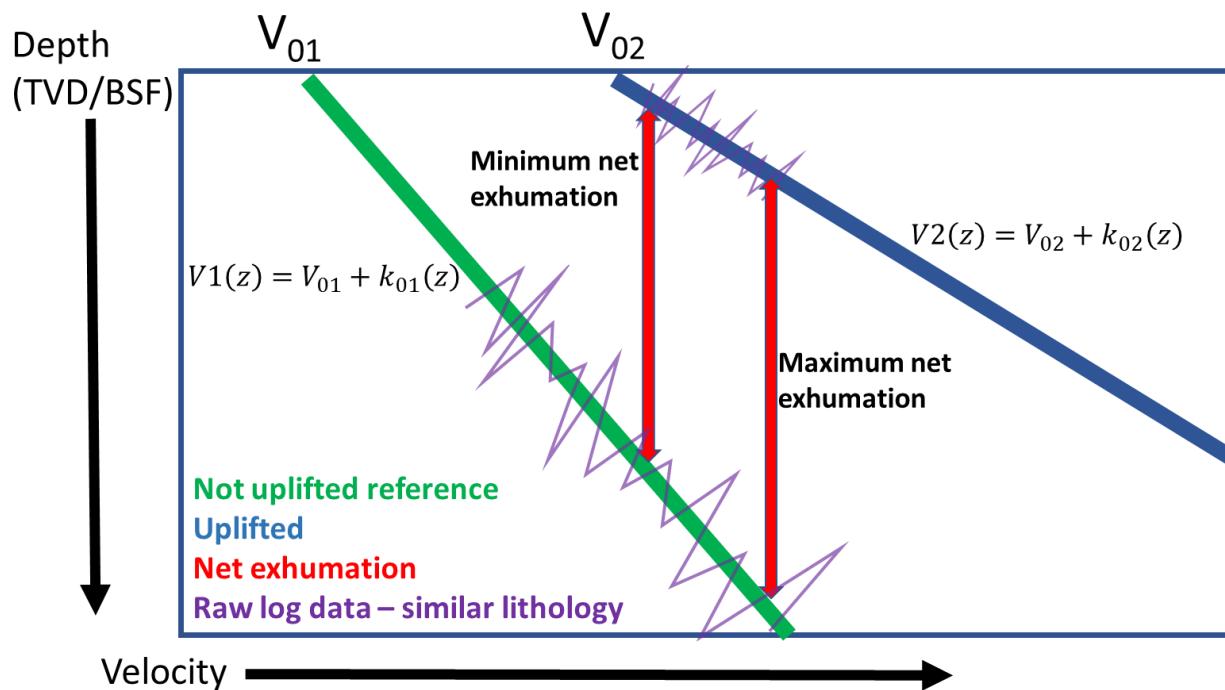 Depth
(TVD/BSF)
V₀₁
V₀₂
Minimum net
exhumation
V2(z) = V₀₂ + k₀₂(z)
V1(z) = V₀₁ + k₀₁(z)
Maximum net
exhumation
Not uplifted reference
Uplifted
Net exhumation
Raw log data – similar lithology
Velocity